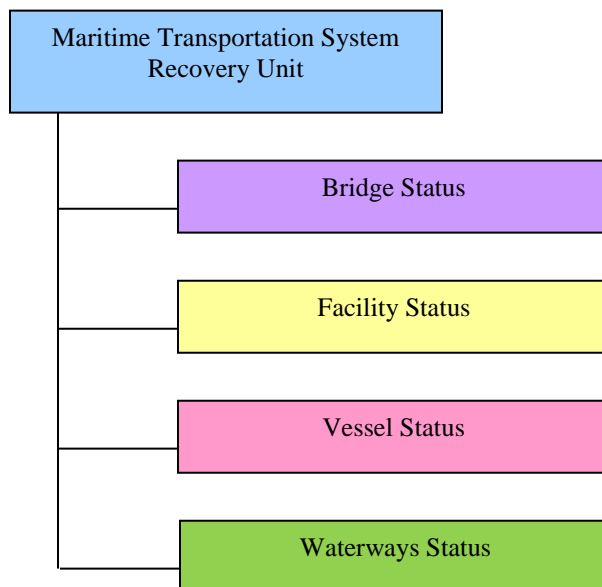 Maritime Transportation System
Recovery Unit
Bridge Status
Facility Status
Vessel Status
Waterways Status